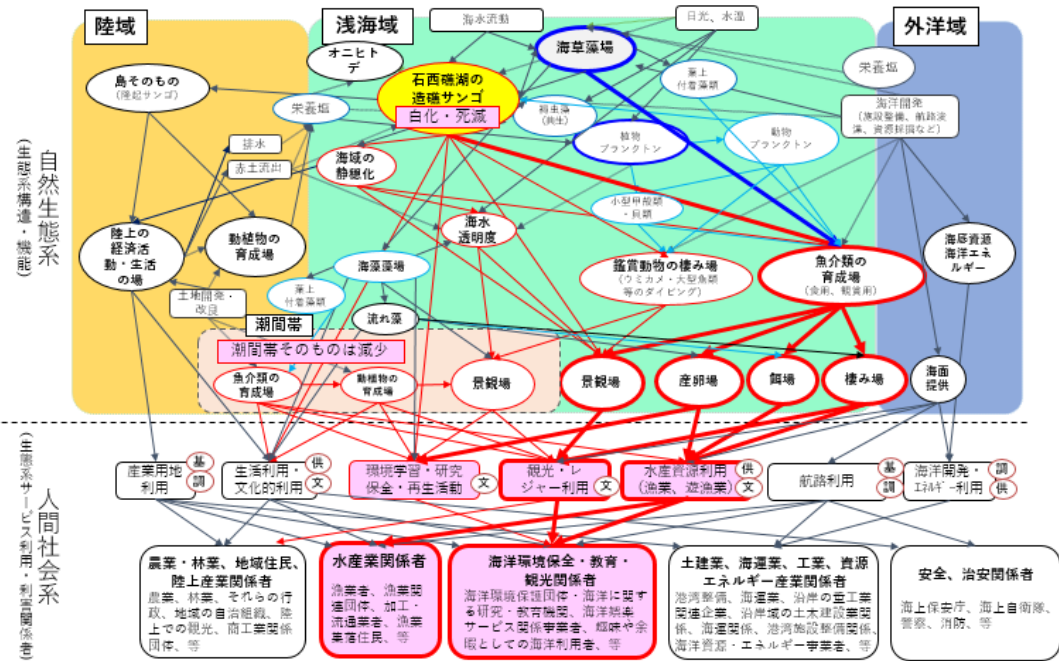 陸域
浅海域
外洋域
海水流動
日光、水温
オニヒト
デ
海草藻場
島そのもの
(隆起サンゴ)
石西礁湖の
造礁サンゴ
白化・死滅
葉上
付着藻類
栄養塩
栄養塩
褐虫藻
(共生)
海洋開発
(施設整備、航路浚
渫、資源採掘など)
植物
プランクトン
動物
プランクトン
排水
赤土流出
海域の
静穏化
小型甲殻類
・貝類
自然生態系
(生態系構造・機能)
陸上の
経済活
動・生活
の場
動植物の
育成場
海水
透明度
海底資源
海洋エネ
ルギー
海藻藻場
鑑賞動物の棲み場
(ウミカメ・大型魚類
等のダイビング)
魚介類の
育成場
(食用、観賞用)
土地開発・
改良
葉上
付着藻類
流れ藻
潮間帯
潮間帯そのものは減少
魚介類の
育成場
動植物の
育成場
景観場
景観場
産卵場
餌場
棲み場
海面
提供
人間社会系
(生態系サービス利用・利害関係者)
産業用地
利用
基
調
生活利用・
文化的利用
供
文
環境学習・研究
保全・再生活動
文
観光・レ
ジャー利用
文
水産資源利用
(漁業、遊漁業)
供
文
航路利用
基
調
海洋開発・
エネルギー利用
調
供
農業・林業、地域住民、
陸上産業関係者
農業、林業、それらの行
政、地域の自治組織、陸
上での観光、商工業関係
団体、等
水産業関係者
漁業者、漁業関
連団体、加工・
流通業者、漁業
集落住民、等
海洋環境保全・教育・
観光関係者
海洋環境保護団体・海洋に関す
る研究・教育機関、海洋娯楽
サービス関係事業者、趣味や余
暇としての海洋利用者、等
土建業、海運業、工業、資源
エネルギー産業関係者
港湾整備、海運業、沿岸の重工業
関連企業、沿岸域の土木建設業関
係、海運関係、港湾施設整備関係、
海洋資源・エネルギー事業者、等
安全、治安関係者
海上保安庁、海上自衛隊、
警察、消防、等